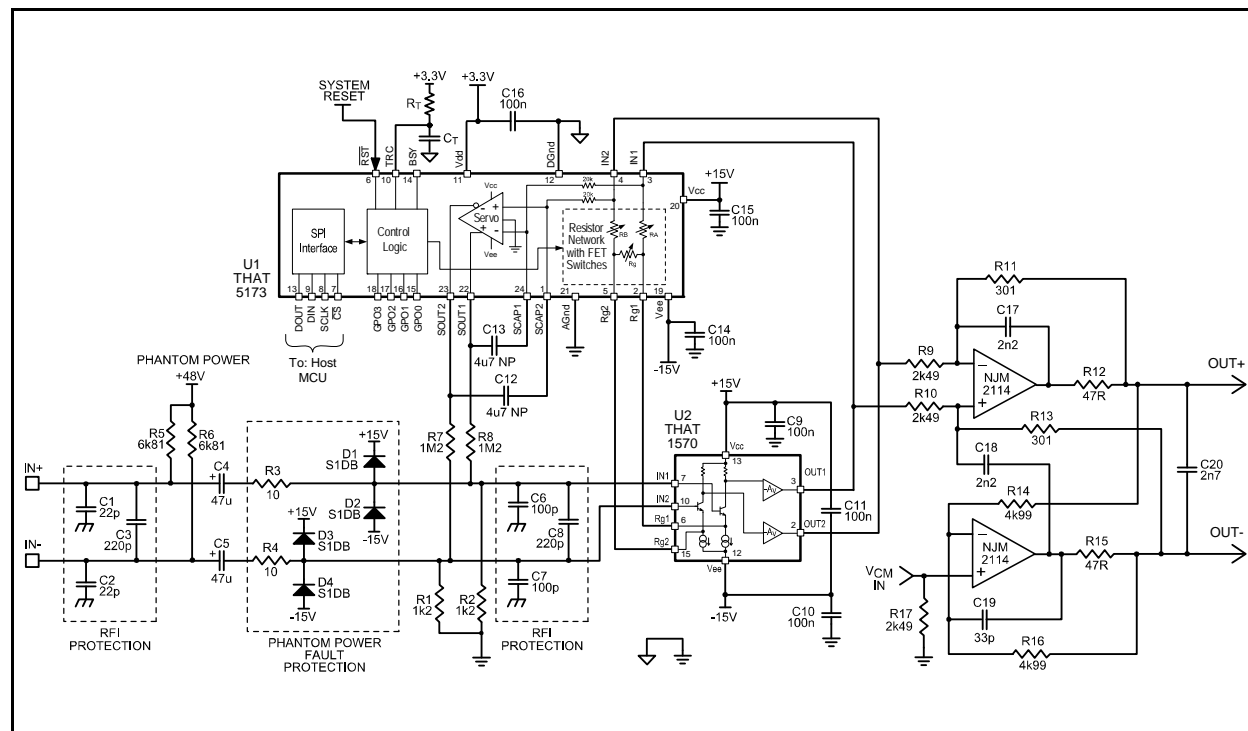 SYSTEM
RESET
+3.3V
RT
CT
+3.3V
C16
100n
RST
TRC
BSY
Vdd
DGnd
IN2
IN1
6
10
14
11
12
4
3
+15V
Vcc
20
C15
100n
20k
20k
Vcc
Servo
Vee
+
-
-
+
SPI
Interface
Control
Logic
Resistor
Network
with FET
Switches
RB
RA
Rg
U1
THAT
5173
13
9
8
7
18
17
16
15
23
22
24
1
21
5
2
19
DOUT
DIN
SCLK
CS
GPO3
GPO2
GPO1
GPO0
SOUT2
SOUT1
SCAP1
SCAP2
AGnd
Rg2
Rg1
Vee
To: Host
MCU
C13
4u7 NP
C12
4u7 NP
C14
100n
-15V
PHANTOM POWER
+48V
R5
6k81
R6
6k81
R7
1M2
R8
1M2
+15V
D1
S1DB
D2
S1DB
-15V
+15V
D3
S1DB
D4
S1DB
-15V
IN+
IN-
C1
22p
C2
22p
C3
220p
RFI
PROTECTION
C4
+
47u
C5
+
47u
R3
10
R4
10
PHANTOM POWER
FAULT
PROTECTION
R1
1k2
R2
1k2
C6
100p
C7
100p
C8
220p
RFI
PROTECTION
U2
THAT
1570
+15V
C9
100n
Vcc
13
IN1
7
IN2
10
Rg1
6
Rg2
15
-AV
-AV
OUT1
3
OUT2
2
12
Vee
-15V
C11
100n
C10
100n
R9
2k49
R10
2k49
R11
301
C17
2n2
−
+
NJM
2114
R12
47R
OUT+
R13
301
C18
2n2
R14
4k99
C20
2n7
−
+
NJM
2114
R15
47R
OUT-
VCM
IN
R17
2k49
C19
33p
R16
4k99